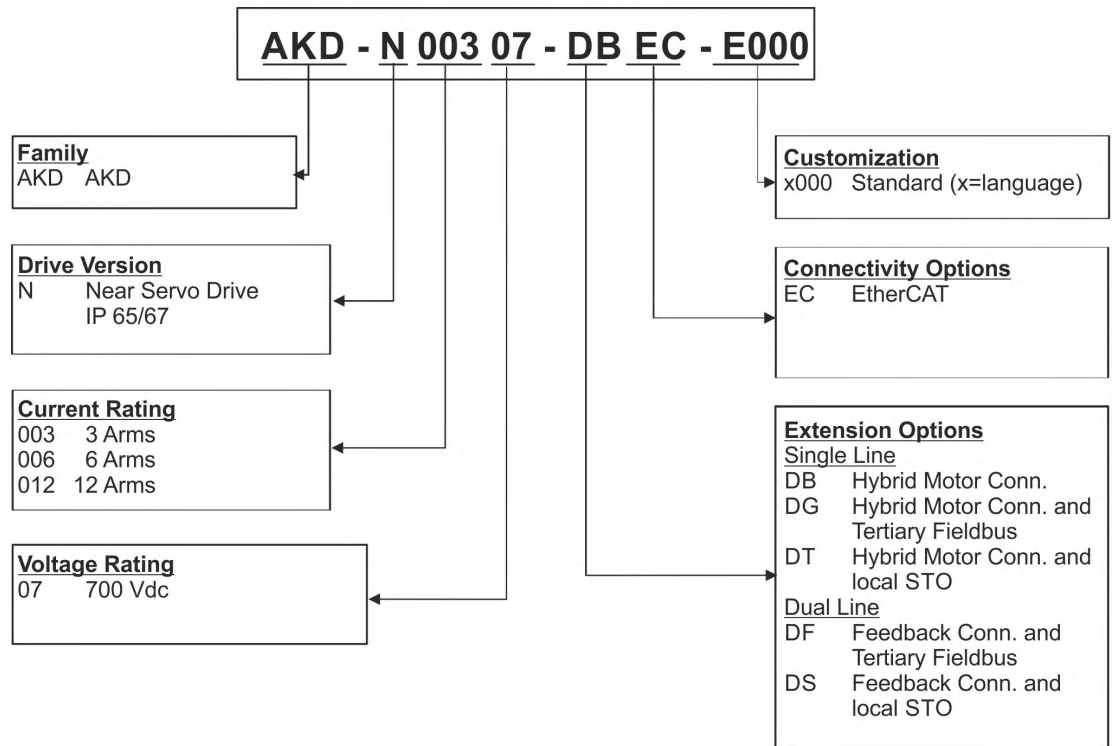 AKD - N 003 07 - DB EC - E000
Family
AKD AKD
Drive Version
N Near Servo Drive
IP 65/67
Current Rating
003 3 Arms
006 6 Arms
012 12 Arms
Voltage Rating
07 700 Vdc
Customization
x000 Standard (x=language)
Connectivity Options
EC EtherCAT
Extension Options
Single Line
DB Hybrid Motor Conn.
DG Hybrid Motor Conn. and
Tertiary Fieldbus
DT Hybrid Motor Conn. and
local STO
Dual Line
DF Feedback Conn. and
Tertiary Fieldbus
DS Feedback Conn. and
local STO